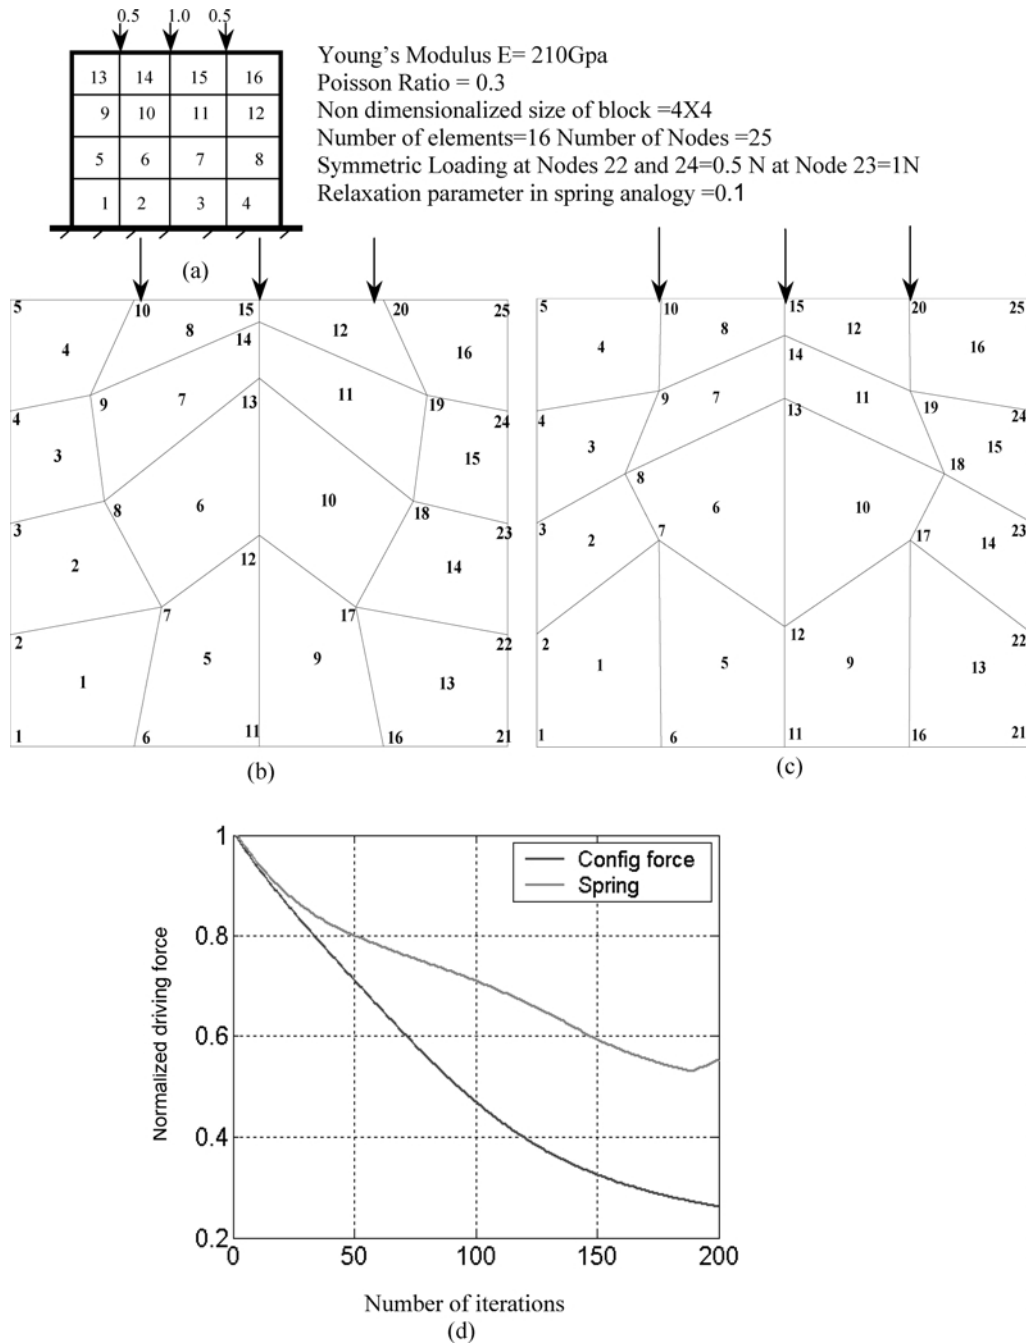 0.5 1.0 0.5
13 14 15 16
9 10 11 12
5 6 7 8
1 2 3 4
(a)
Young's Modulus E= 210Gpa
Poisson Ratio = 0.3
Non dimensionalized size of block =4X4
Number of elements=16 Number of Nodes =25
Symmetric Loading at Nodes 22 and 24=0.5 N at Node 23=1N
Relaxation parameter in spring analogy =0.1
5 10 15 20 25
8 12
14
4 16
9 7 13 11 19
4 24
3 15
8 6 10 18
3 23
2 12 14
7 17
2 22
5 9
1 13
1 6 11 16 21
(b)
5 10 15 20 25
8 12
4 14 16
9 7 11 19
4 13 24
3 15
8 18
6 10
3 7 17 23
2 14
2 12 22
1 5 9 13
1 6 11 16 21
(c)
Normalized driving force
1
0.8
0.6
0.4
0.2
Config force
Spring
0 50 100 150 200
Number of iterations
(d)